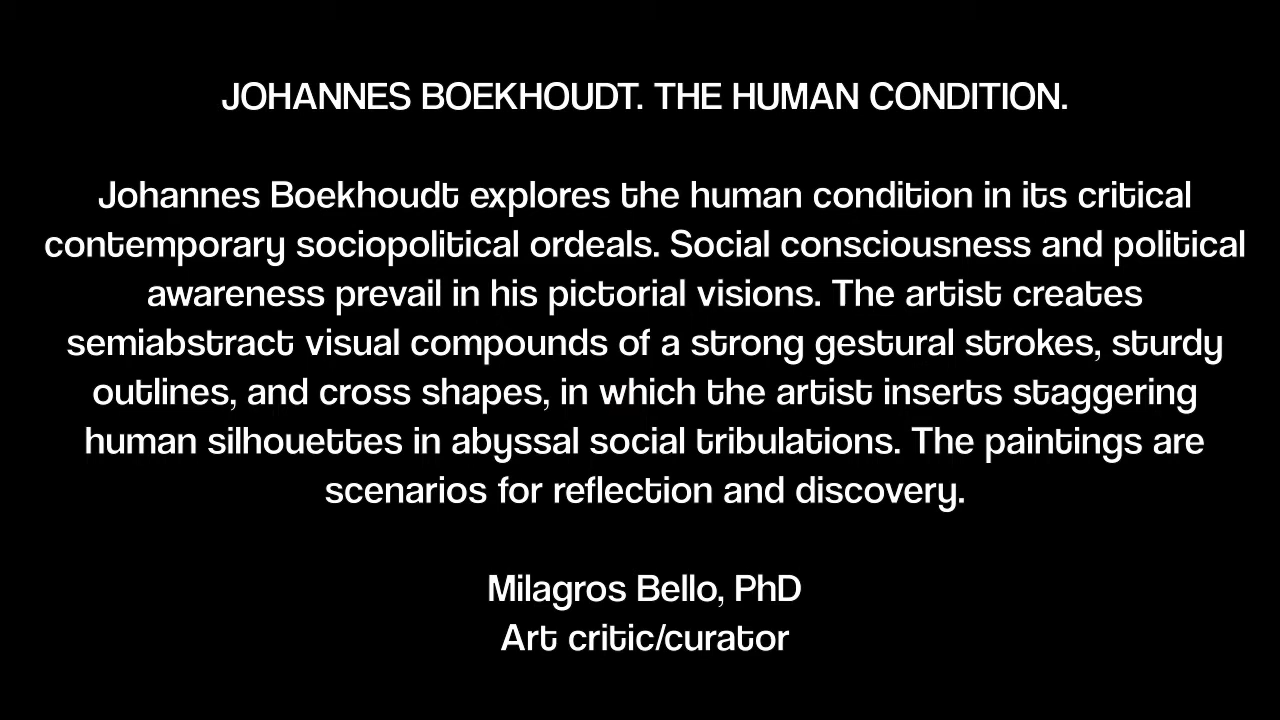 JOHANNES BOEKHOUDT. THE HUMAN CONDITION.
Johannes Boekhoudt explores the human condition in its critical
contemporary sociopolitical ordeals. Social consciousness and political
awareness prevail in his pictorial visions. The artist creates
semiabstract visual compounds of a strong gestural strokes, sturdy
outlines, and cross shapes, in which the artist inserts staggering
human silhouettes in abyssal social tribulations. The paintings are
scenarios for reflection and discovery.
Milagros Bello, PhD
Art critic/curator